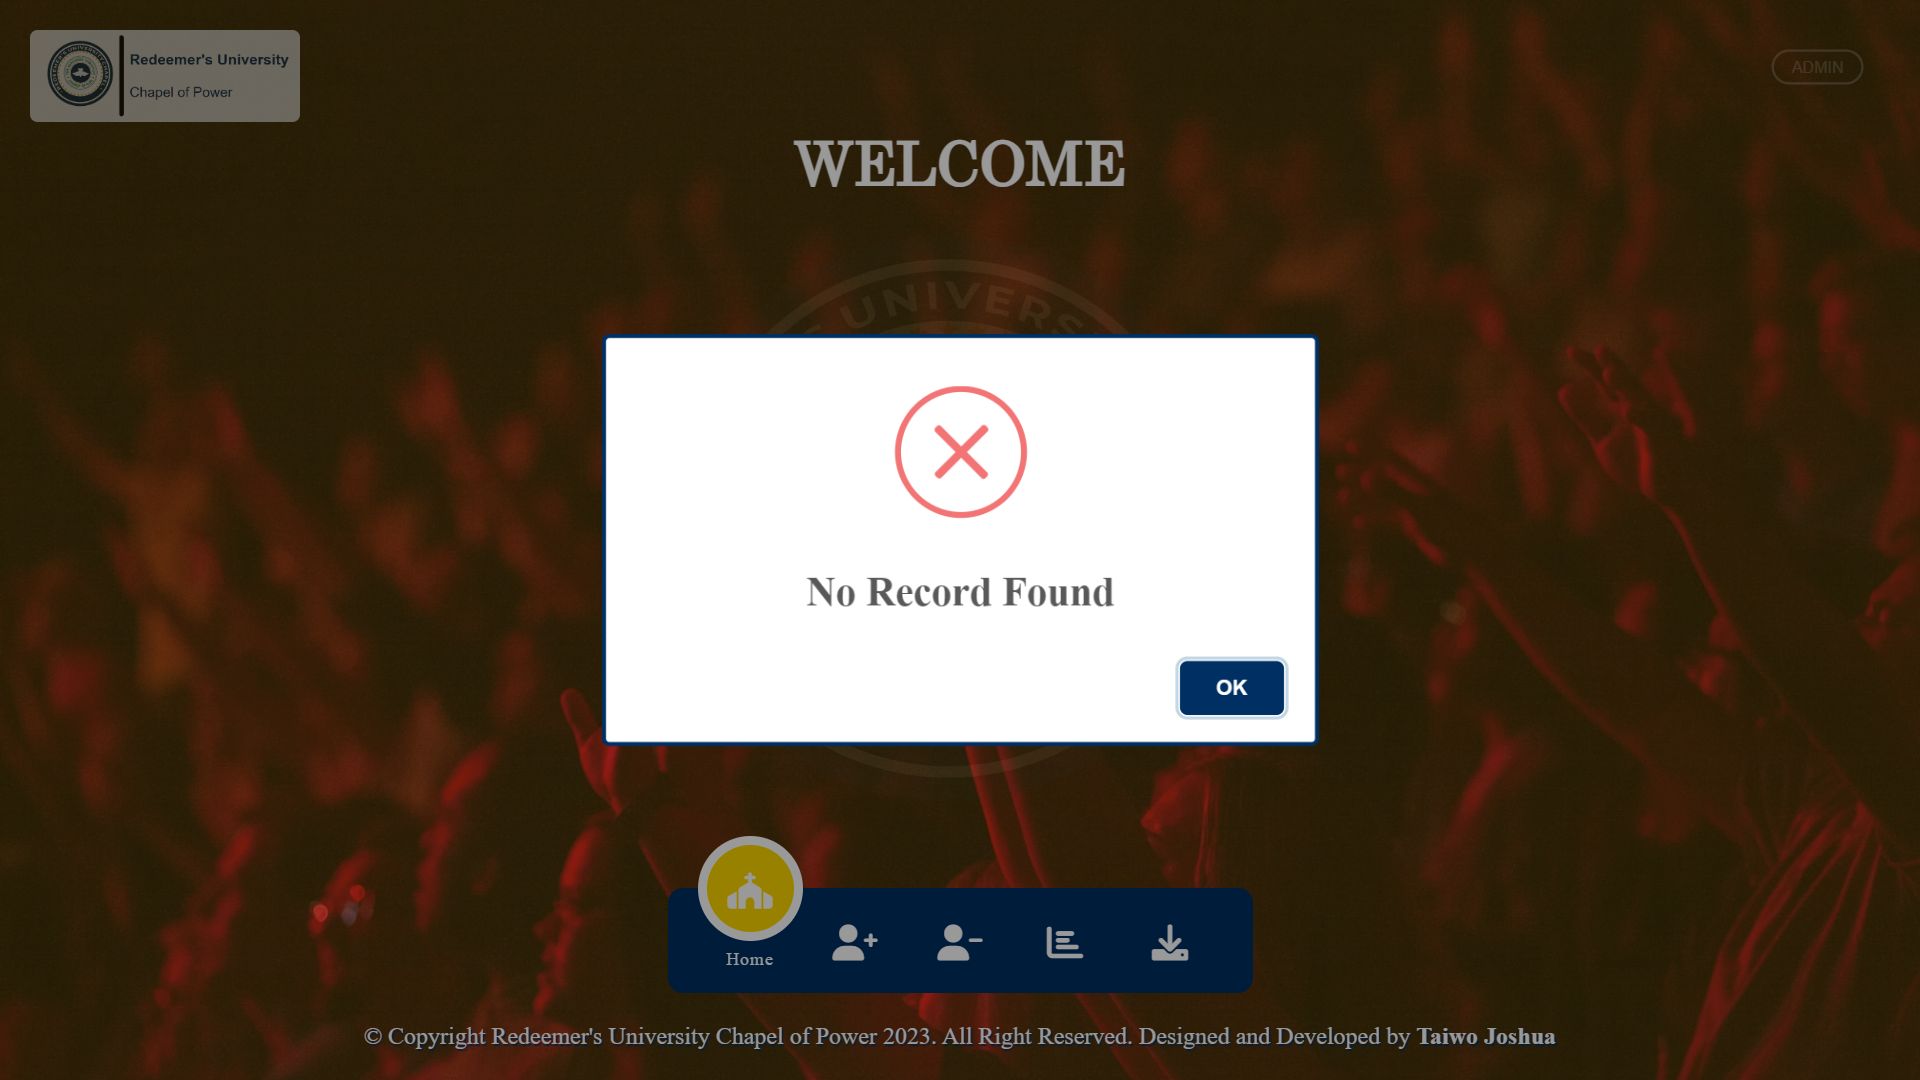 Redeemer's University
Chapel of Power
ADMIN
WELCOME
UNIVERS
No Record Found
OK
Home
© Copyright Redeemer's University Chapel of Power 2023. All Right Reserved. Designed and Developed by Taiwo Joshua